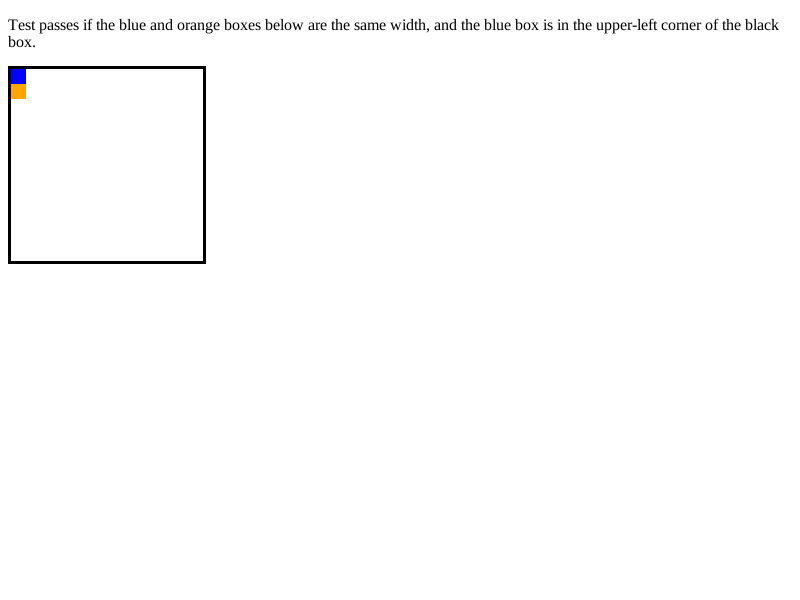 Test passes if the blue and orange boxes below are the same width, and the blue box is in the upper-left corner of the black
box.